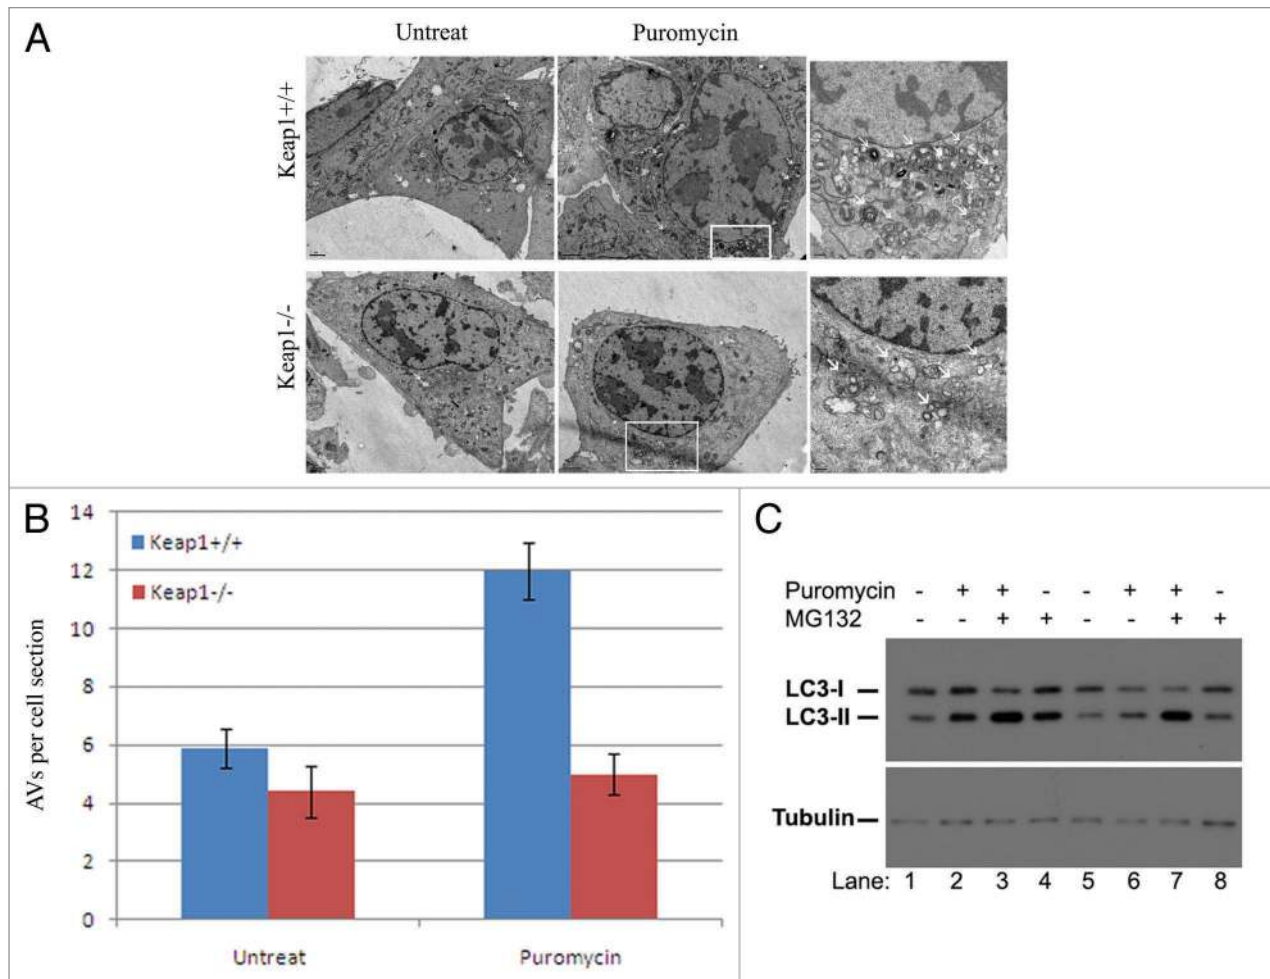 A
Untreat Puromycin
Keap1+/+
Keap1-/-
B
14
12
10
8
6
4
2
0
AVs per cell section
Keap1+/+
Keap1-/-
Untreat Puromycin
C
Puromycin - + + - - + + -
MG132 - - + + - - + +
LC3-I
LC3-II
Tubulin
Lane: 1 2 3 4 5 6 7 8